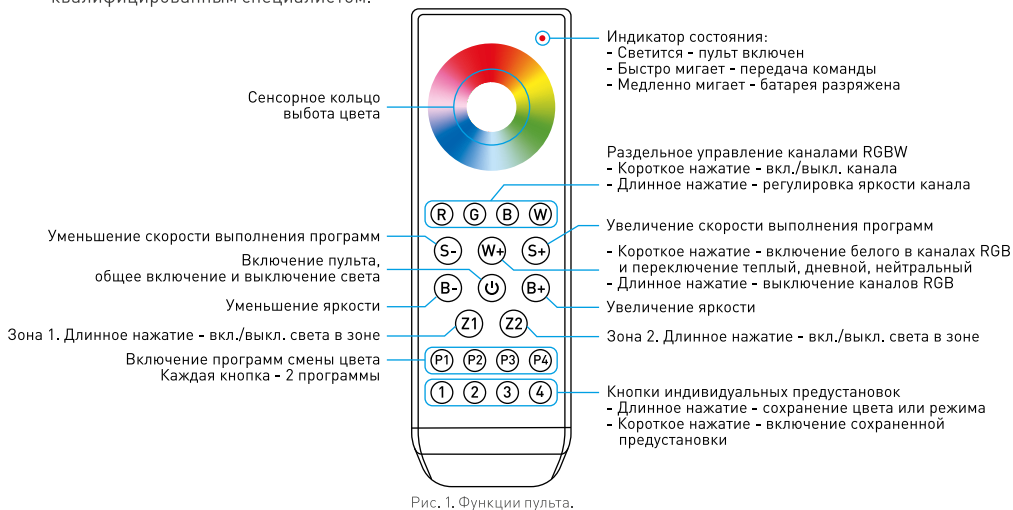 квалифицированным специалистом.
Индикатор состояния:
- Светится - пульт включен
- Быстро мигает - передача команды
- Медленно мигает - батарея разряжена
Сенсорное кольцо
выбота цвета
Раздельное управление каналами RGBW
- Короткое нажатие - вкл./выкл. канала
- Длинное нажатие - регулировка яркости канала
R G B W
Уменьшение скорости выполнения программ
S- W+ S+
Увеличение скорости выполнения программ
Включение пульта,
общее включение и выключение света
- Короткое нажатие - включение белого в каналах RGB
и переключение теплый, дневной, нейтральный
- Длинное нажатие - выключение каналов RGB
Уменьшение яркости
B- B+
Увеличение яркости
Зона 1. Длинное нажатие - вкл./выкл. света в зоне
Z1 Z2
Зона 2. Длинное нажатие - вкл./выкл. света в зоне
Включение программ смены цвета
Каждая кнопка - 2 программы
P1 P2 P3 P4
1 2 3 4
Кнопки индивидуальных предустановок
- Длинное нажатие - сохранение цвета или режима
- Короткое нажатие - включение сохраненной
предустановки
Рис. 1. Функции пульта.